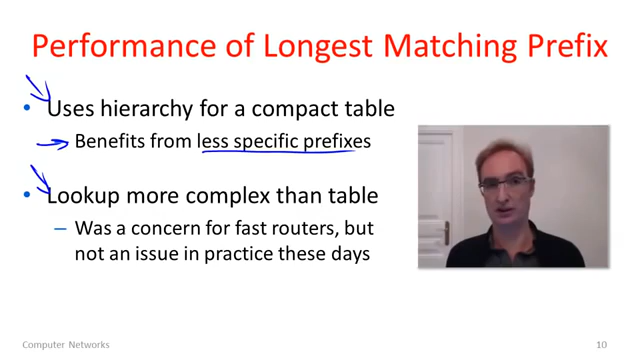 Performance of Longest Matching Prefix
• Uses hierarchy for a compact table
Benefits from less specific prefixes
• Lookup more complex than table
– Was a concern for fast routers, but
not an issue in practice these days
Computer Networks
10